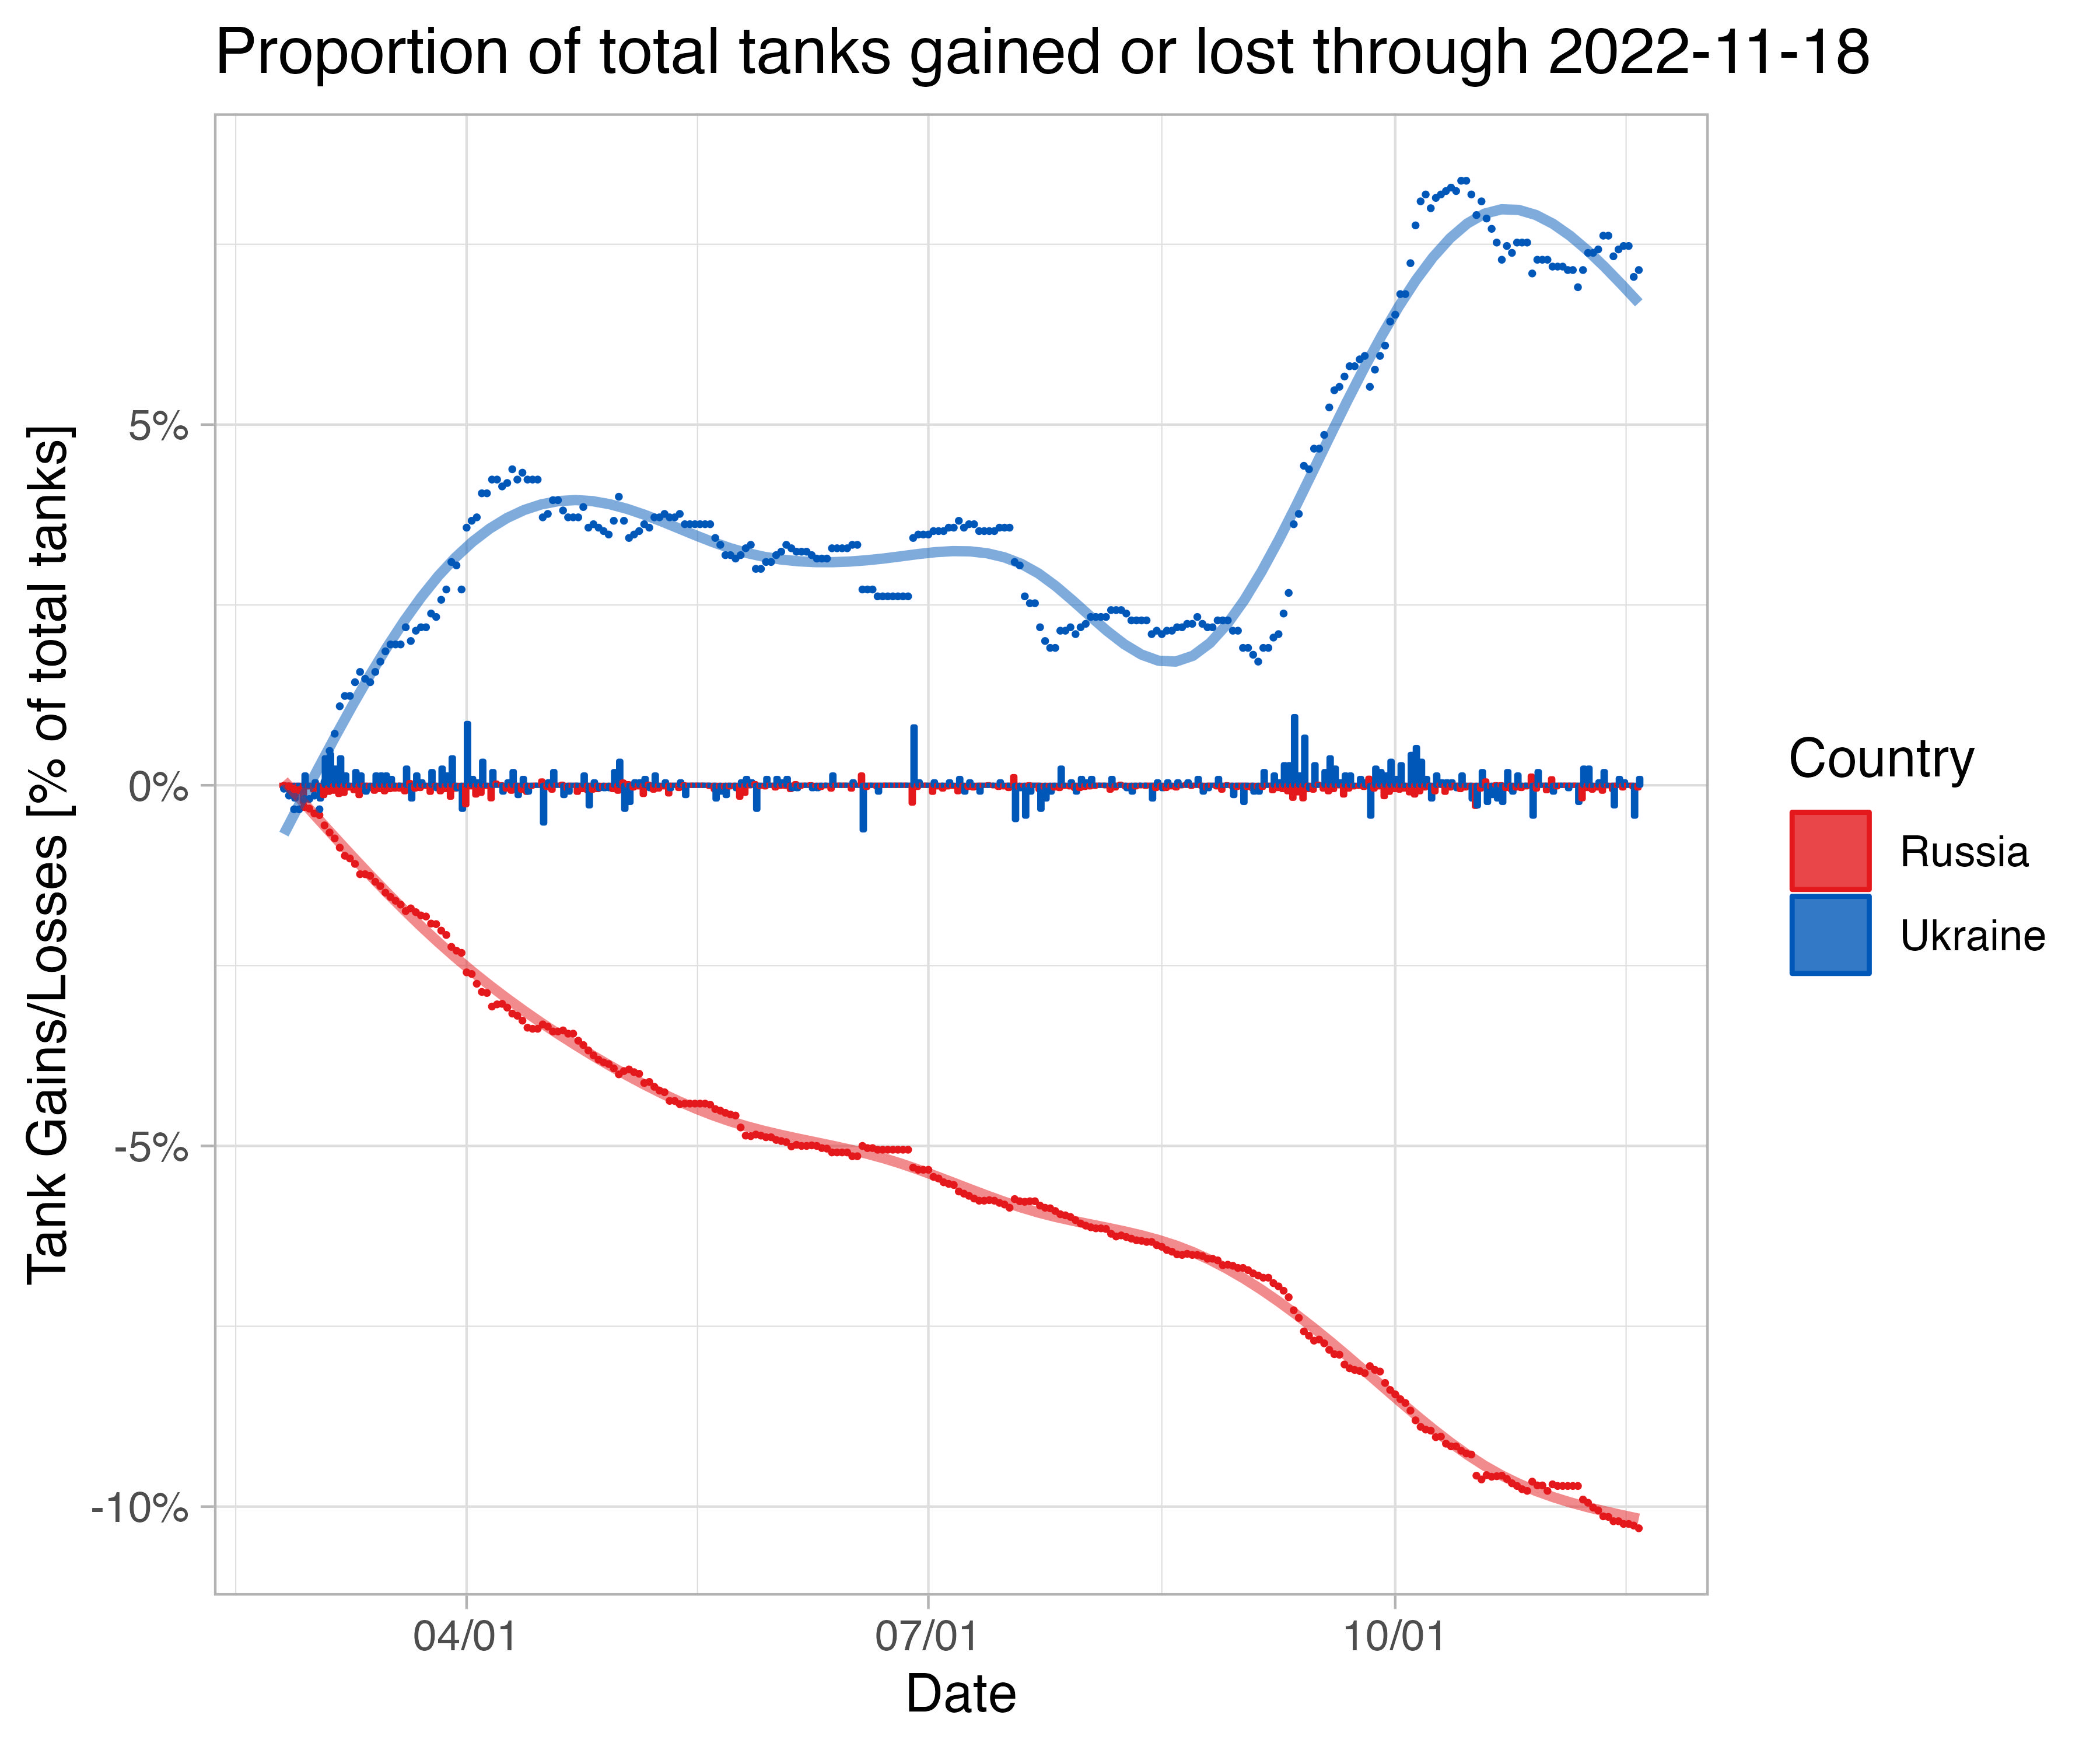 Proportion of total tanks gained or lost through 2022-11-18
Tank Gains/Losses [% of total tanks]
5%
0%
-5%
-10%
04/01
07/01
10/01
Date
Country
Russia
Ukraine